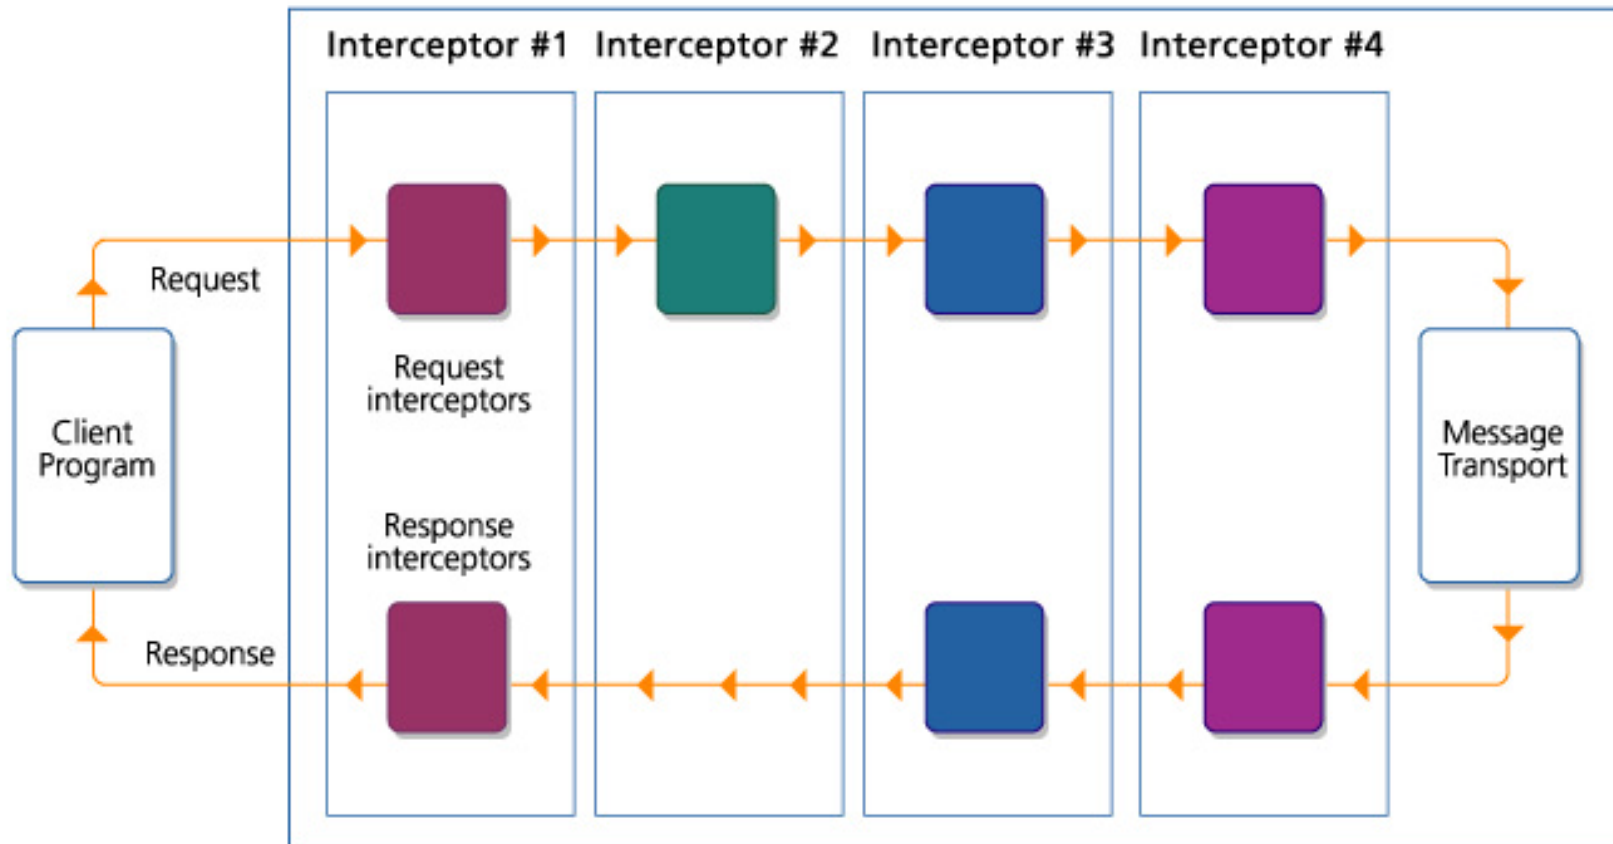 Interceptor #1
Interceptor #2
Interceptor #3
Interceptor #4
Request
Request
interceptors
Client
Program
Message
Transport
Response
interceptors
Response